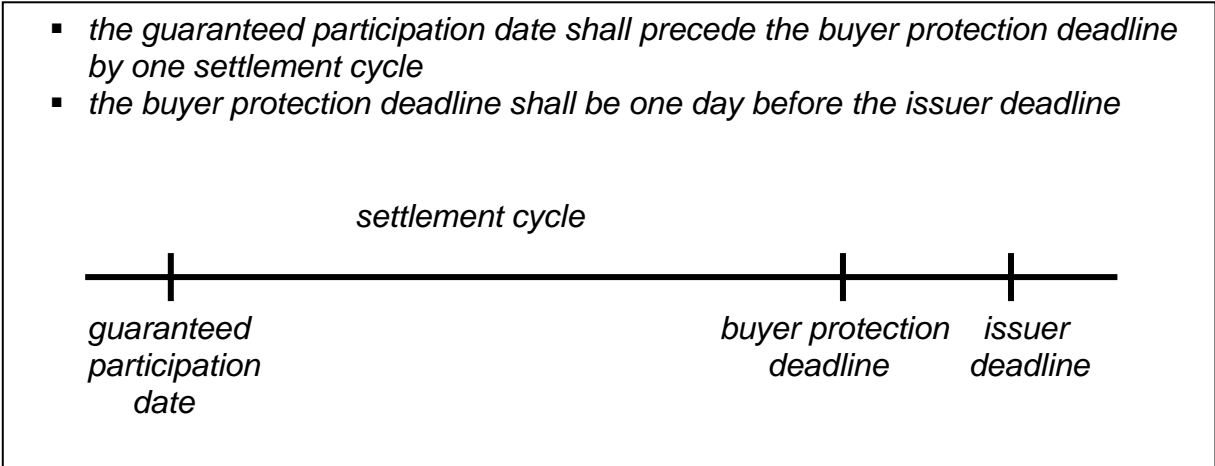 ▪ the guaranteed participation date shall precede the buyer protection deadline
by one settlement cycle
▪ the buyer protection deadline shall be one day before the issuer deadline
settlement cycle
guaranteed
participation
date
buyer protection
deadline
issuer
deadline